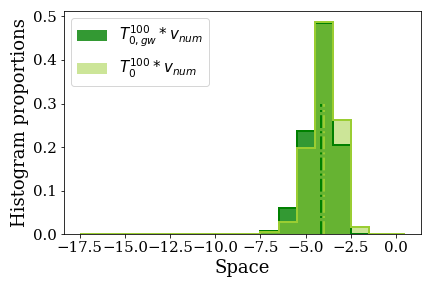 T^{100}_{0,gw} * v_{num}
T^{100}_{0} * v_{num}
Histogram proportions
0.5
0.4
0.3
0.2
0.1
0.0
−17.5 −15.0 −12.5 −10.0 −7.5 −5.0 −2.5 0.0
Space